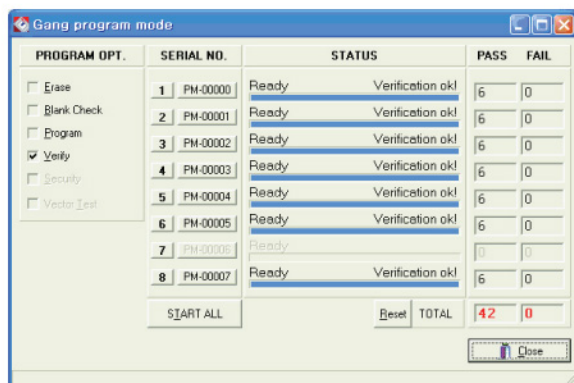 Gang program mode
PROGRAM OPT. SERIAL NO. STATUS PASS FAIL
Erase
Blank Check
Program
Verify
Security
Vector Test
1 PM-00000 Ready Verification ok! 6 0
2 PM-00001 Ready Verification ok! 6 0
3 PM-00002 Ready Verification ok! 6 0
4 PM-00003 Ready Verification ok! 6 0
5 PM-00004 Ready Verification ok! 6 0
6 PM-00005 Ready Verification ok! 6 0
7 PM-00006 Ready 0 0
8 PM-00007 Ready Verification ok! 6 0
START ALL Reset TOTAL 42 0
Close